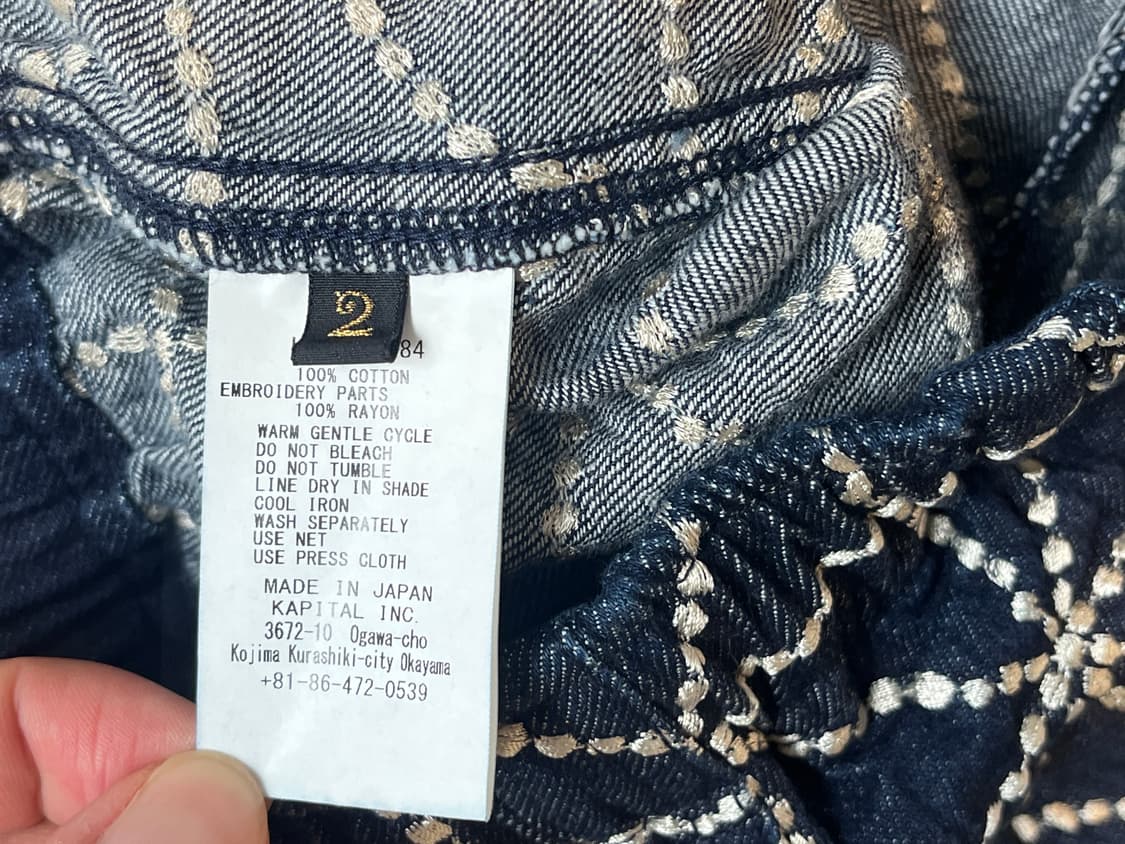 2
84
100% COTTON
EMBROIDERY PARTS
100% RAYON
WARM GENTLE CYCLE
DO NOT BLEACH
DO NOT TUMBLE
LINE DRY IN SHADE
COOL IRON
WASH SEPARATELY
USE NET
USE PRESS CLOTH
MADE IN JAPAN
KAPITAL INC.
3672-10 Ogawa-cho
Kojima Kurashiki-city Okayama
+81-86-472-0539